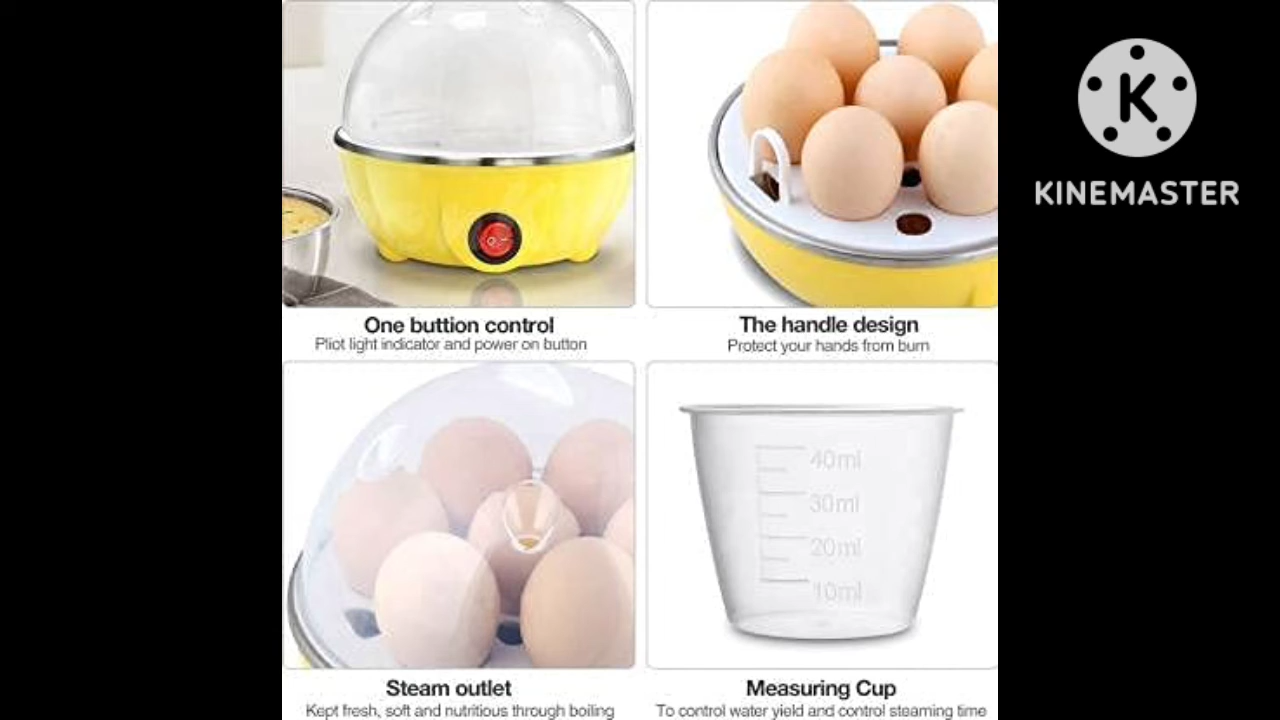 K
KINEMASTER
One buttion control
Pliot light indicator and power on button
The handle design
Protect your hands from burn
40ml
30ml
20ml
10ml
Steam outlet
Kept fresh, soft and nutritious through boiling
Measuring Cup
To control water yield and control steaming time